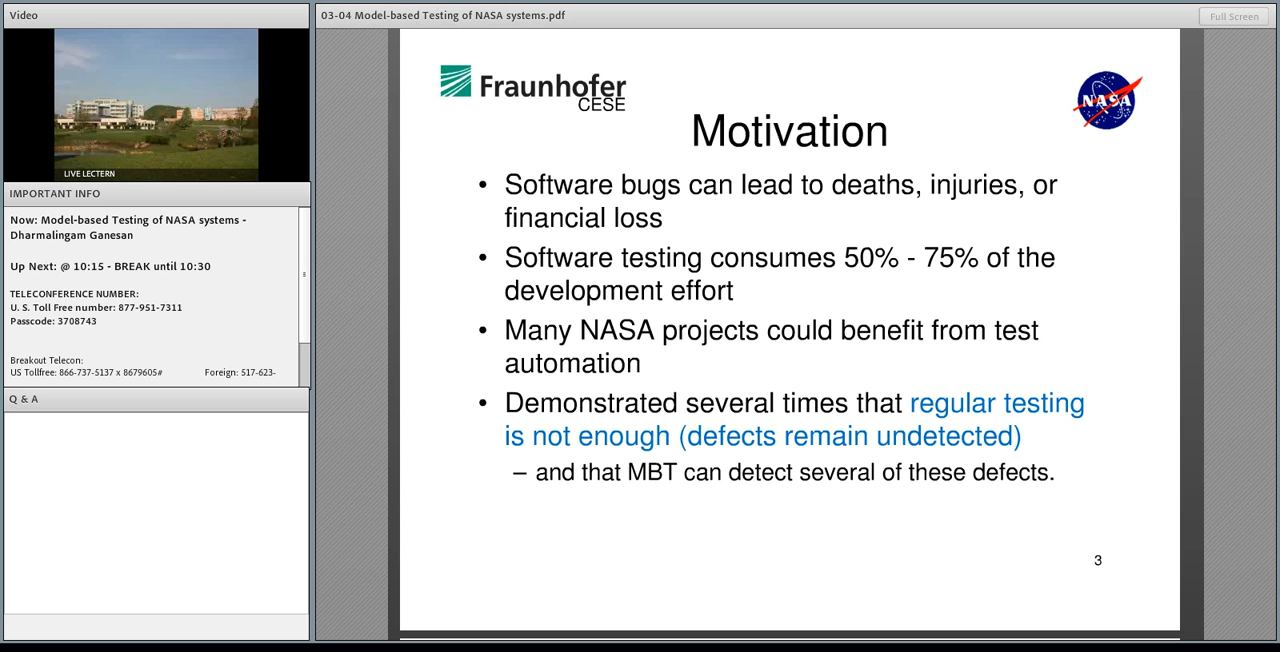 Video
LIVE LECTERN
IMPORTANT INFO
Now: Model-based Testing of NASA systems -
Dharmalingam Ganesan
Up Next: @ 10:15 - BREAK until 10:30
TELECONFERENCE NUMBER:
U. S. Toll Free number: 877-951-7311
Passcode: 3708743
Breakout Telecon:
US Tollfree: 866-737-5137 x 8679605# Foreign: 517-623-
Q & A
03-04 Model-based Testing of NASA systems.pdf
Full Screen
Fraunhofer
CESE
NASA
Motivation
• Software bugs can lead to deaths, injuries, or
financial loss
• Software testing consumes 50% - 75% of the
development effort
• Many NASA projects could benefit from test
automation
• Demonstrated several times that regular testing
is not enough (defects remain undetected)
– and that MBT can detect several of these defects.
3